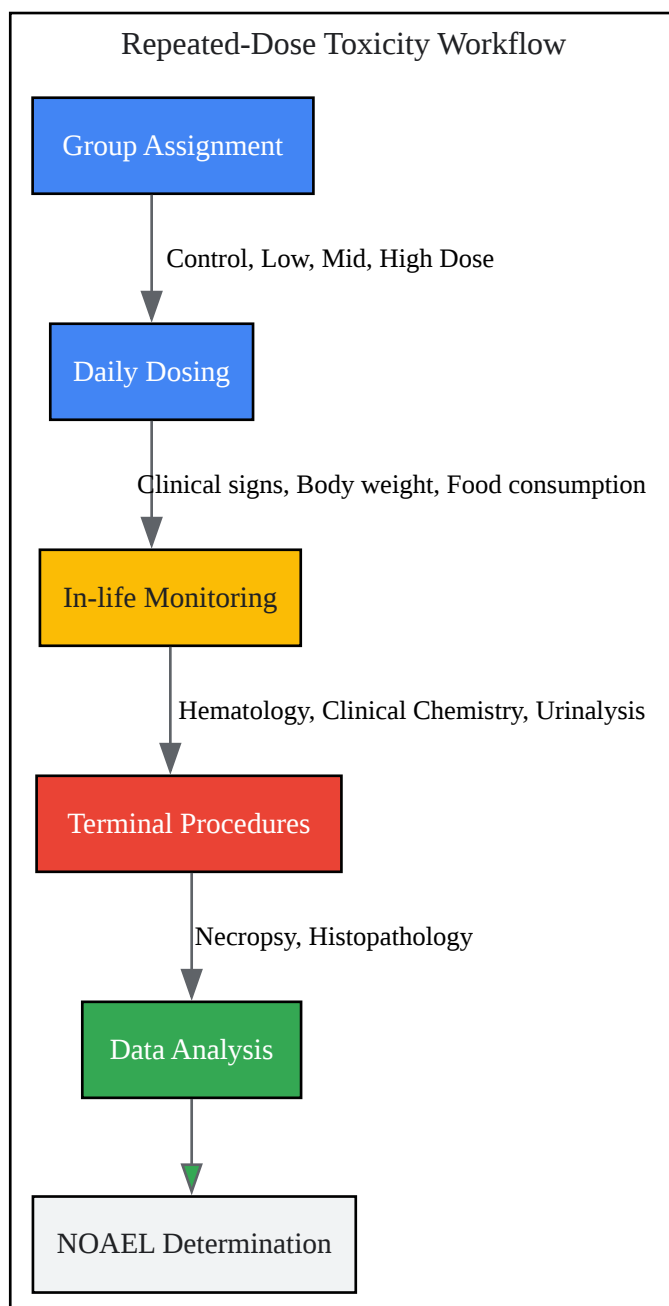 Repeated-Dose Toxicity Workflow
Group Assignment
Control, Low, Mid, High Dose
Daily Dosing
Clinical signs, Body weight, Food consumption
In-life Monitoring
Hematology, Clinical Chemistry, Urinalysis
Terminal Procedures
Necropsy, Histopathology
Data Analysis
NOAEL Determination